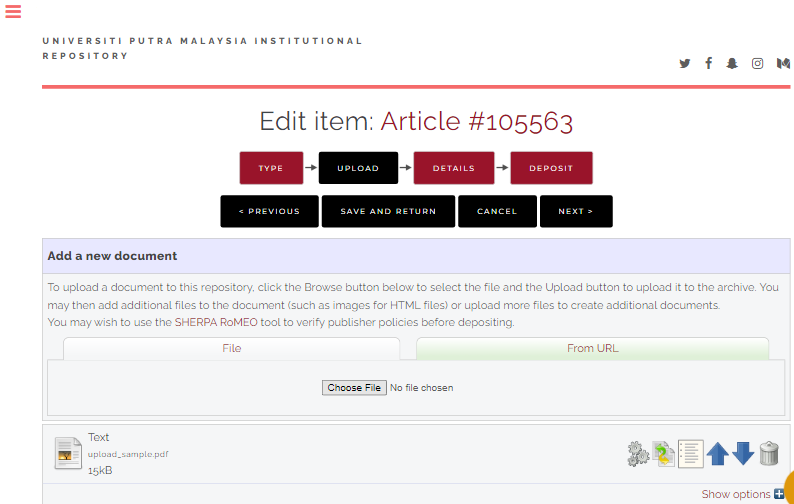 UNIVERSITI PUTRA MALAYSIA INSTITUTIONAL
REPOSITORY
Edit item: Article #105563
TYPE UPLOAD DETAILS DEPOSIT
< PREVIOUS SAVE AND RETURN CANCEL NEXT >
Add a new document
To upload a document to this repository, click the Browse button below to select the file and the Upload button to upload it to the archive. You
may then add additional files to the document (such as images for HTML files) or upload more files to create additional documents.
You may wish to use the SHERPA RoMEO tool to verify publisher policies before depositing.
File From URL
Choose File No file chosen
Text
upload_sample.pdf
15kB
Show options